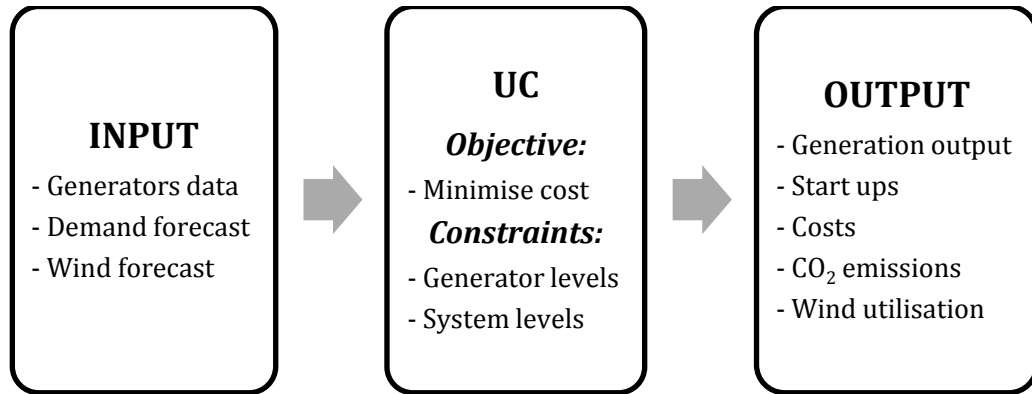 INPUT
- Generators data
- Demand forecast
- Wind forecast
UC
Objective:
- Minimise cost
Constraints:
- Generator levels
- System levels
OUTPUT
- Generation output
- Start ups
- Costs
- CO₂ emissions
- Wind utilisation